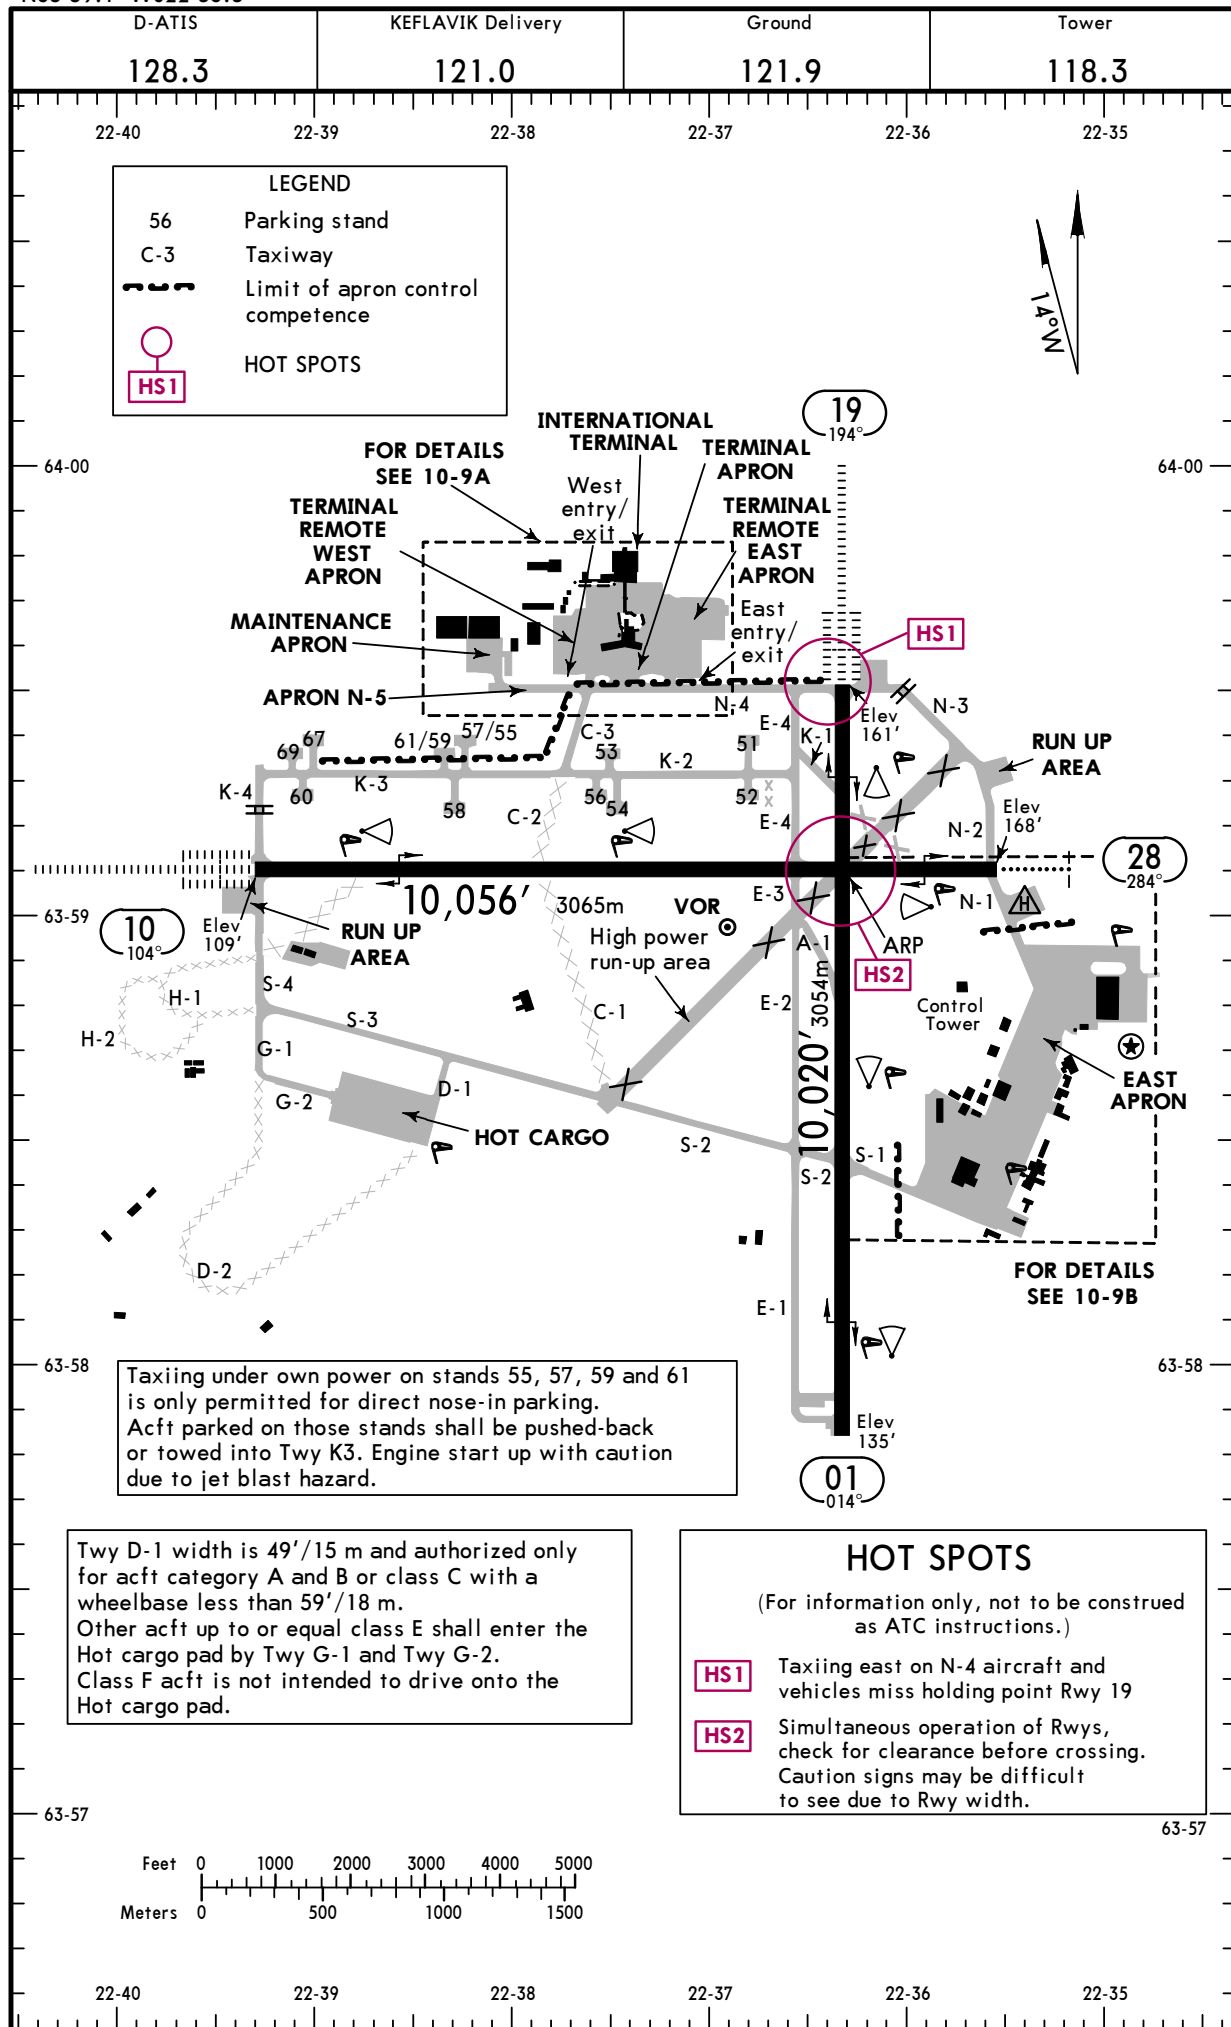 D-ATIS
128.3
KEFLAVIK Delivery
121.0
Ground
121.9
Tower
118.3
22-40
22-39
22-38
22-37
22-36
22-35
LEGEND
56 Parking stand
C-3 Taxiway
Limit of apron control
competence
HS1 HOT SPOTS
14°W
19
194°
64-00
64-00
INTERNATIONAL
TERMINAL
FOR DETAILS
SEE 10-9A
TERMINAL
APRON
West
entry/
exit
TERMINAL
REMOTE
WEST
APRON
TERMINAL
REMOTE
EAST
APRON
East
entry/
exit
MAINTENANCE
APRON
HS1
APRON N-5
N-4
N-3
E-4
Elev
161'
K-1
C-3
57/55
61/59
67
69
53
51
RUN UP
AREA
K-4
K-3
K-2
60
58
56
54
52
C-2
E-4
N-2
Elev
168'
28
284°
10,056'
3065m
63-59
10
104°
Elev
109'
RUN UP
AREA
VOR
High power
run-up area
E-3
A-1
ARP
HS2
N-1
H
S-4
H-1
H-2
S-3
G-1
G-2
D-1
C-1
E-2
10,020'
3054m
Control
Tower
EAST
APRON
HOT CARGO
S-2
S-2
S-1
D-2
E-1
FOR DETAILS
SEE 10-9B
63-58
63-58
Taxiing under own power on stands 55, 57, 59 and 61
is only permitted for direct nose-in parking.
Acft parked on those stands shall be pushed-back
or towed into Twy K3. Engine start up with caution
due to jet blast hazard.
Elev
135'
01
014°
Twy D-1 width is 49'/15 m and authorized only
for acft category A and B or class C with a
wheelbase less than 59'/18 m.
Other acft up to or equal class E shall enter the
Hot cargo pad by Twy G-1 and Twy G-2.
Class F acft is not intended to drive onto the
Hot cargo pad.
HOT SPOTS
(For information only, not to be construed
as ATC instructions.)
HS1 Taxiing east on N-4 aircraft and
vehicles miss holding point Rwy 19
HS2 Simultaneous operation of Rwys,
check for clearance before crossing.
Caution signs may be difficult
to see due to Rwy width.
63-57
63-57
Feet 0 1000 2000 3000 4000 5000
Meters 0 500 1000 1500
22-40
22-39
22-38
22-37
22-36
22-35